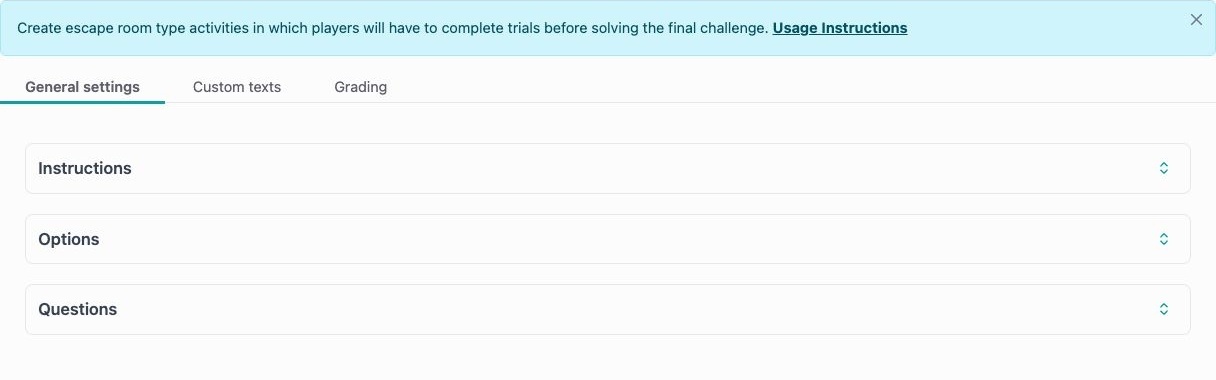 Create escape room type activities in which players will have to complete trials before solving the final challenge. Usage Instructions
General settings
Custom texts
Grading
Instructions
Options
Questions